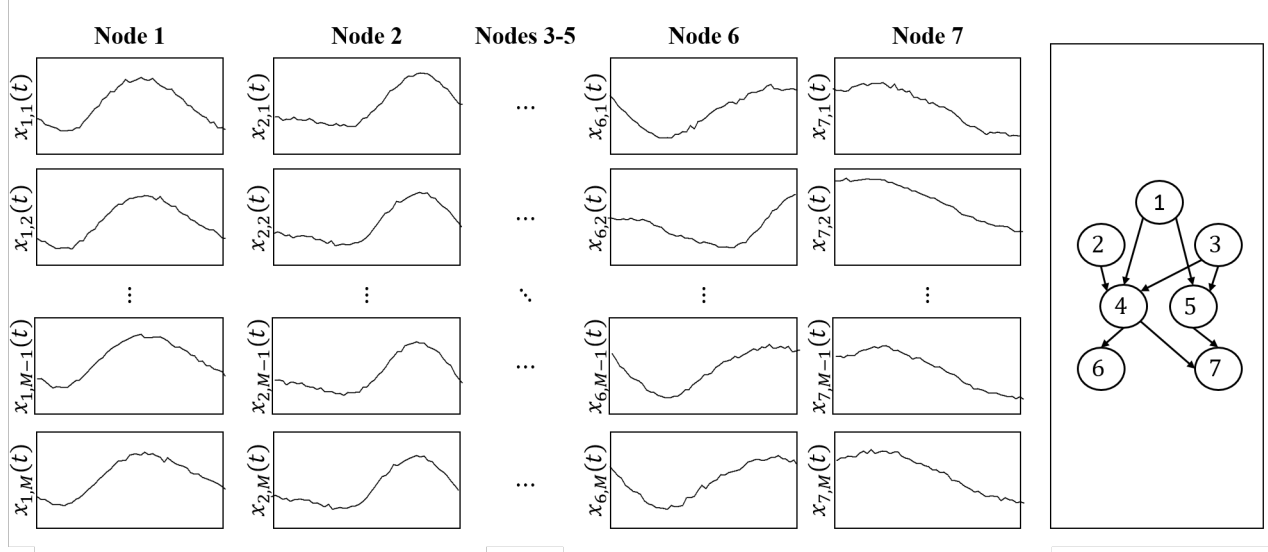 Node 1 Node 2 Nodes 3-5 Node 6 Node 7
x₁,₁(t) x₂,₁(t) ... x₆,₁(t) x₇,₁(t)
x₁,₂(t) x₂,₂(t) ... x₆,₂(t) x₇,₂(t)
⋮ ⋮ ⋱ ⋮ ⋮
x₁,M−1(t) x₂,M−1(t) ... x₆,M−1(t) x₇,M−1(t)
x₁,M(t) x₂,M(t) ... x₆,M(t) x₇,M(t)
1
2 3
4 5
6 7